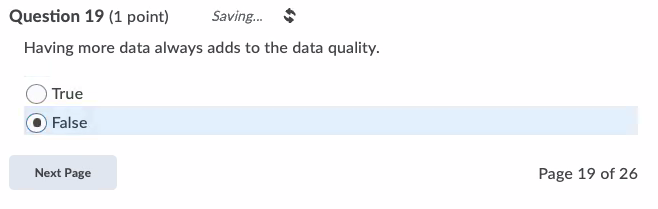 Question 19 (1 point) Saving...
Having more data always adds to the data quality.
True
False
Next Page Page 19 of 26